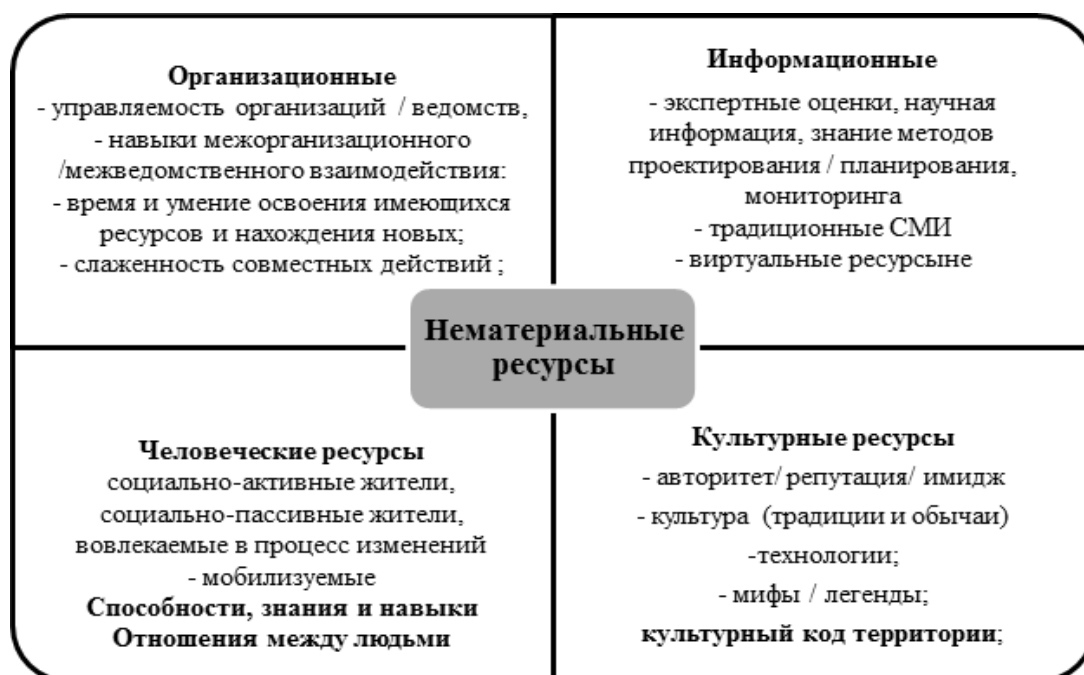 Организационные
- управляемость организаций / ведомств,
- навыки межорганизационного
/межведомственного взаимодействия:
- время и умение освоения имеющихся
ресурсов и нахождения новых;
- слаженность совместных действий ;
Информационные
- экспертные оценки, научная
информация, знание методов
проектирования / планирования,
мониторинга
- традиционные СМИ
- виртуальные ресурсыне
Нематериальные
ресурсы
Человеческие ресурсы
социально-активные жители,
социально-пассивные жители,
вовлекаемые в процесс изменений
- мобилизуемые
Способности, знания и навыки
Отношения между людьми
Культурные ресурсы
- авторитет/ репутация/ имидж
- культура (традиции и обычаи)
-технологии;
- мифы / легенды;
культурный код территории;